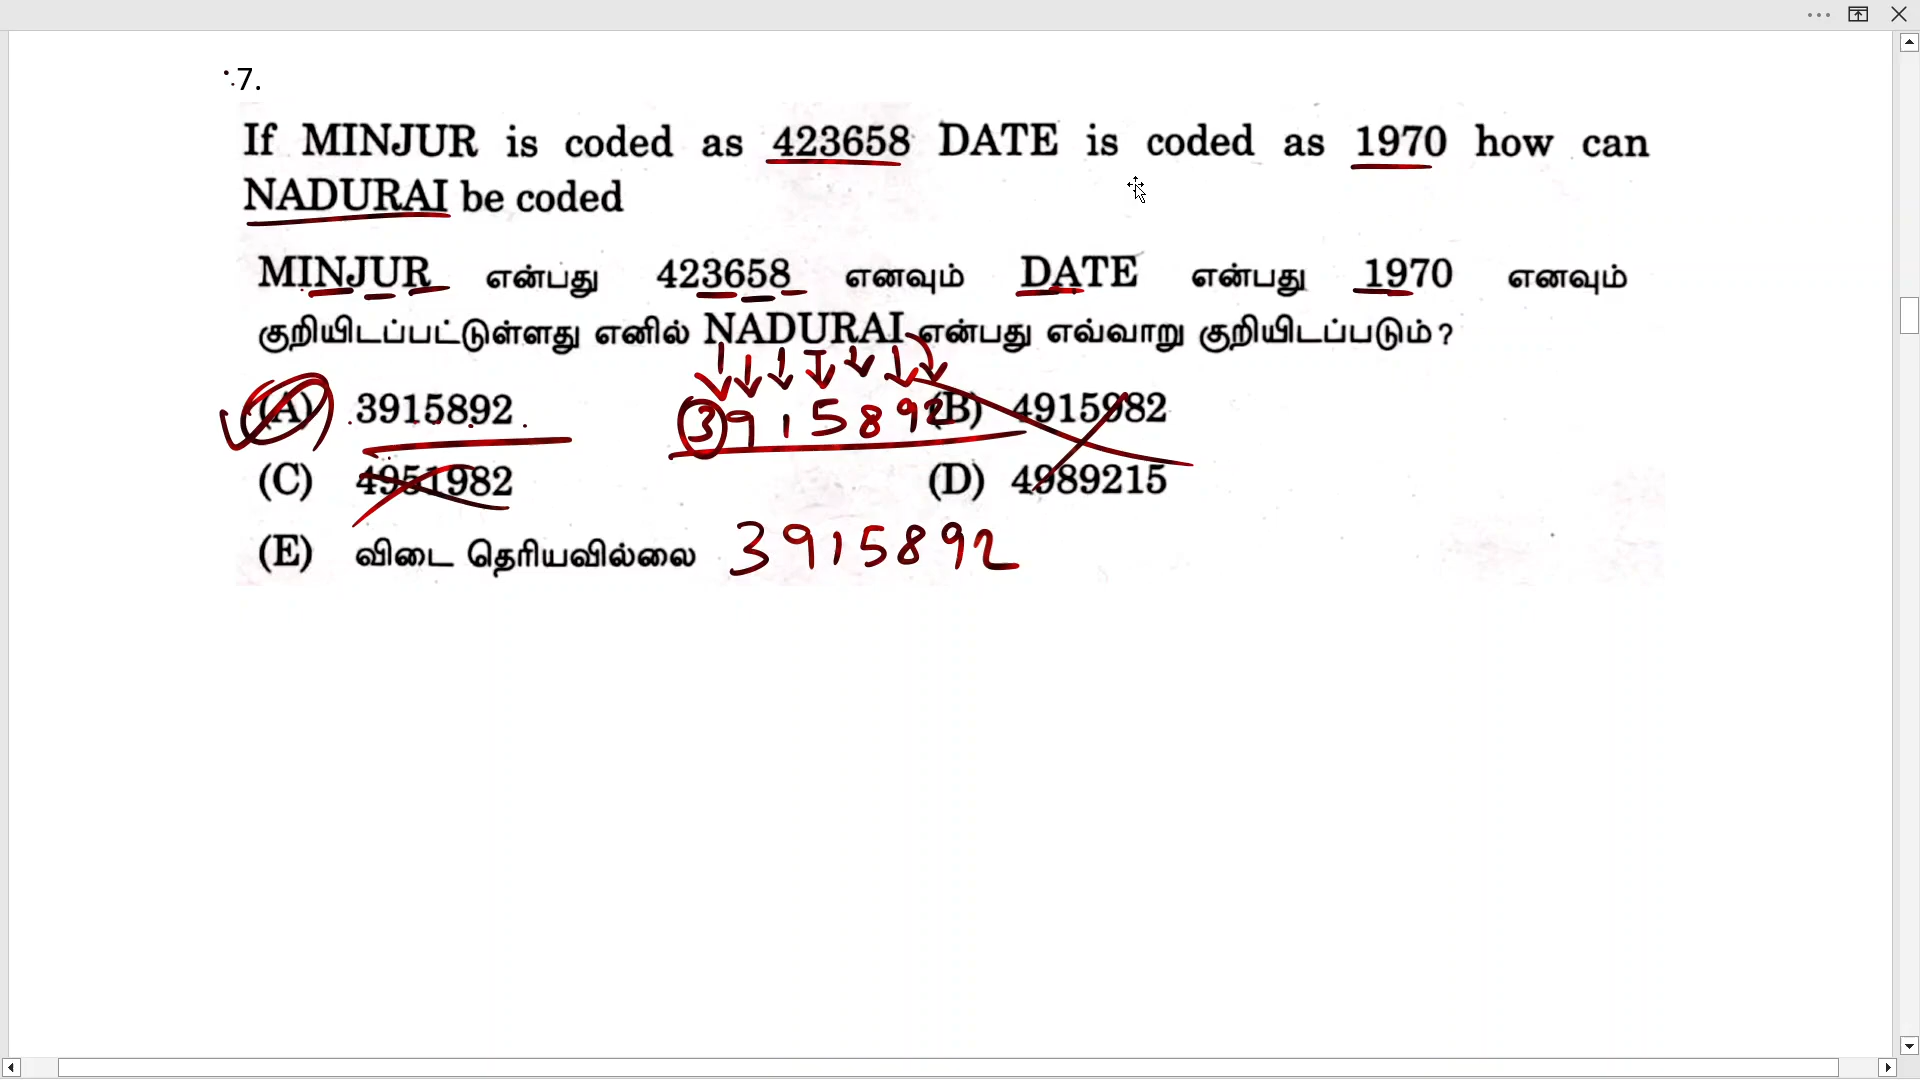 7.
If MINJUR is coded as 423658 DATE is coded as 1970 how can
NADURAI be coded
MINJUR என்பது 423658 எனவும் DATE என்பது 1970 எனவும்
குறியிடப்பட்டுள்ளது எனில் NADURAI என்பது எவ்வாறு குறியிடப்படும்?
(A) 3915892 3915892 (B) 4915982
(C) 4951982 (D) 4989215
(E) விடை தெரியவில்லை 3915892